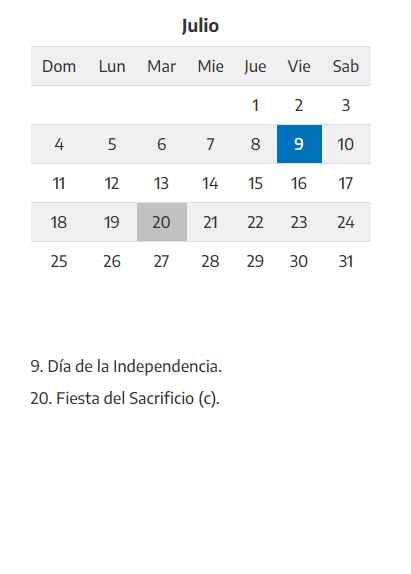 Julio
Dom Lun Mar Mie Jue Vie Sab
1 2 3
4 5 6 7 8 9 10
11 12 13 14 15 16 17
18 19 20 21 22 23 24
25 26 27 28 29 30 31
9. Día de la Independencia.
20. Fiesta del Sacrificio (c).